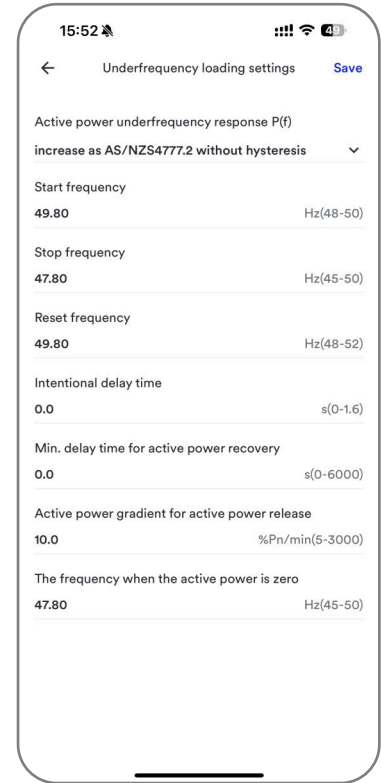 15:52
49
Underfrequency loading settings Save
Active power underfrequency response P(f)
increase as AS/NZS4777.2 without hysteresis
Start frequency
49.80 Hz(48-50)
Stop frequency
47.80 Hz(45-50)
Reset frequency
49.80 Hz(48-52)
Intentional delay time
0.0 s(0-1.6)
Min. delay time for active power recovery
0.0 s(0-6000)
Active power gradient for active power release
10.0 %Pn/min(5-3000)
The frequency when the active power is zero
47.80 Hz(45-50)